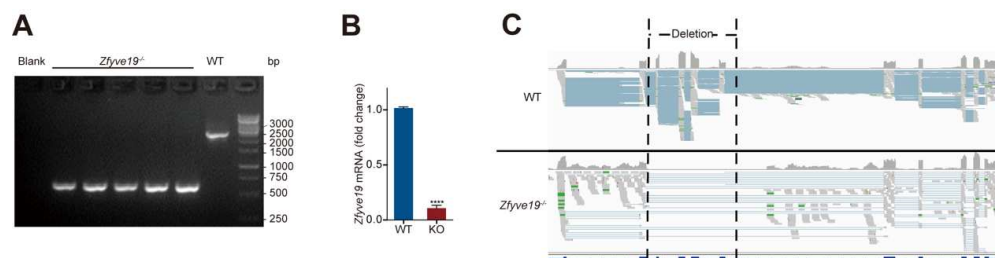 A
Blank Zfyve19-/- WT bp
3000
2500
2000
1500
1000
750
500
250
B
Zfyve19 mRNA (fold change)
1.0
0.5
0.0
****
WT KO
C
Deletion
WT
Zfyve19-/-